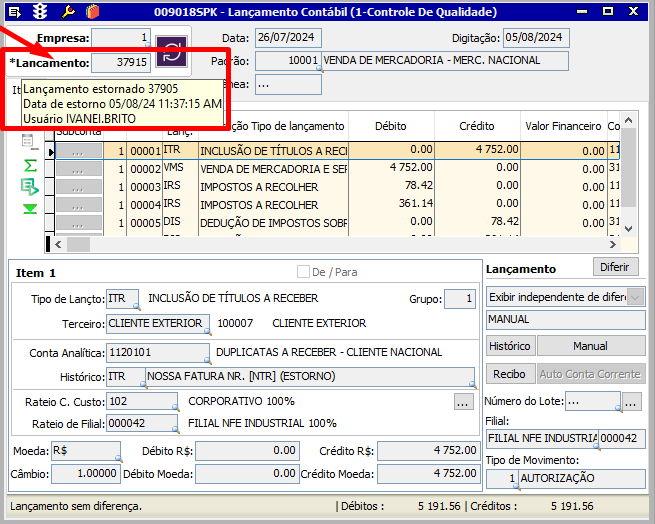 009018SPK - Lançamento Contábil (1-Controle De Qualidade)
Empresa: 1 Data: 26/07/2024 Digitação: 05/08/2024
*Lancamento: 37915 Padrão: 10001 VENDA DE MERCADORIA - MERC. NACIONAL
It ânea: ...
Lançamento estornado 37905
Data de estorno 05/08/24 11:37:15 AM
Usuário IVANEI.BRITO
Subconta Lanç. ção Tipo de lançamento Débito Crédito Valor Financeiro Co
... 1 00001 ITR INCLUSÃO DE TÍTULOS A RECE 0.00 4 752.00 0.00 11
... 1 00002 VMS VENDA DE MERCADORIA E SER 4 752.00 0.00 0.00 31
... 1 00003 IRS IMPOSTOS A RECOLHER 78.42 0.00 0.00 11
... 1 00004 IRS IMPOSTOS A RECOLHER 361.14 0.00 0.00 11
... 1 00005 DIS DEDUÇÃO DE IMPOSTOS SOBR 0.00 78.42 0.00 31
Item 1 De / Para Lançamento Diferir
Tipo de Lançto: ITR INCLUSÃO DE TÍTULOS A RECEBER Grupo: 1 Exibir independente de difere
Terceiro: CLIENTE EXTERIOR 100007 CLIENTE EXTERIOR MANUAL
Conta Analítica: 1120101 DUPLICATAS A RECEBER - CLIENTE NACIONAL Histórico Manual
Histórico: ITR NOSSA FATURA NR. [NTR] (ESTORNO) Recibo Auto Conta Corrente
Rateio C. Custo: 102 CORPORATIVO 100% ... Número do Lote: ... ...
Rateio de Filial: 000042 FILIAL NFE INDUSTRIAL 100% Filial:
FILIAL NFE INDUSTRIA 000042
Moeda: R$ Débito R$: 0.00 Crédito R$: 4 752.00 Tipo de Movimento:
Câmbio: 1.00000 Débito Moeda: 0.00 Crédito Moeda: 4 752.00 1 AUTORIZAÇÃO
Lançamento sem diferença. | Débitos : 5 191.56 | Créditos : 5 191.56